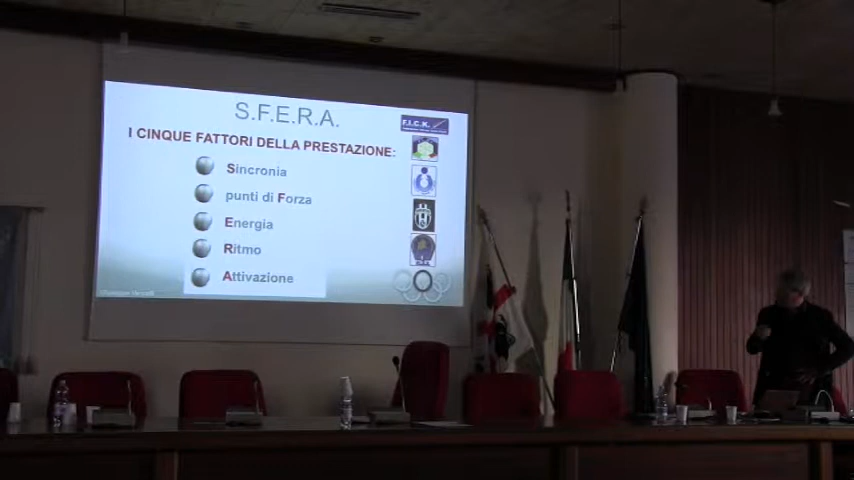 S.F.E.R.A.
I CINQUE FATTORI DELLA PRESTAZIONE:
Sincronia
punti di Forza
Energia
Ritmo
Attivazione
F.I.C.K.